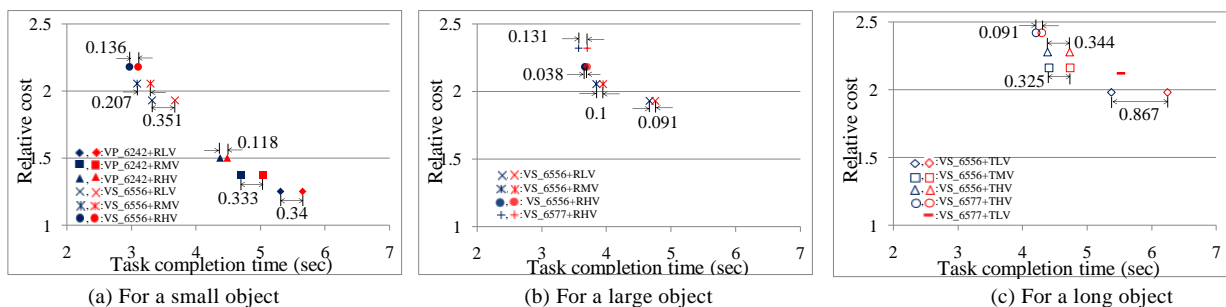 2.5
2
1.5
1
Relative cost
0.136
0.207
0.351
0.118
0.333
0.34
◆, ◆:VP_6242+RLV
■, ■:VP_6242+RMV
▲, ▲:VP_6242+RHV
×, ×:VS_6556+RLV
, :VS_6556+RMV
●, ●:VS_6556+RHV
2 3 4 5 6 7
Task completion time (sec)
(a) For a small object
2.5
2
1.5
1
Relative cost
0.131
0.038
0.1
0.091
×, ×:VS_6556+RLV
, :VS_6556+RMV
●, ●: VS_6556+RHV
+, +:VS_6577+RHV
2 3 4 5 6 7
Task completion time (sec)
(b) For a large object
2.5
2
1.5
1
Relative cost
0.091
0.344
0.325
0.867
◇, ◇:VS_6556+TLV
□, □:VS_6556+TMV
△, △:VS_6556+THV
○, ○:VS_6577+THV
:VS_6577+TLV
2 3 4 5 6 7
Task completion time (sec)
(c) For a long object